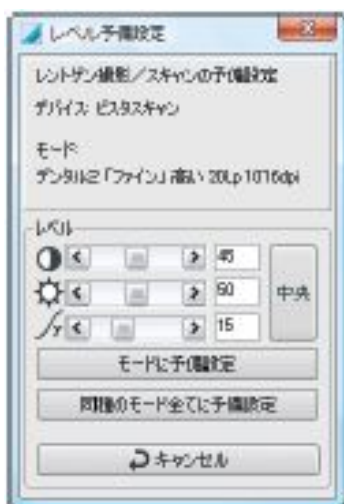 レベル予備設定
レントゲン撮影／スキャンの予備設定
デバイス: ビスタスキャン
モード:
デンタル2「ファイン」高い 20Lp 1016dpi
レベル
45
50
中央
15
モードに予備設定
同種のモード全てに予備設定
キャンセル